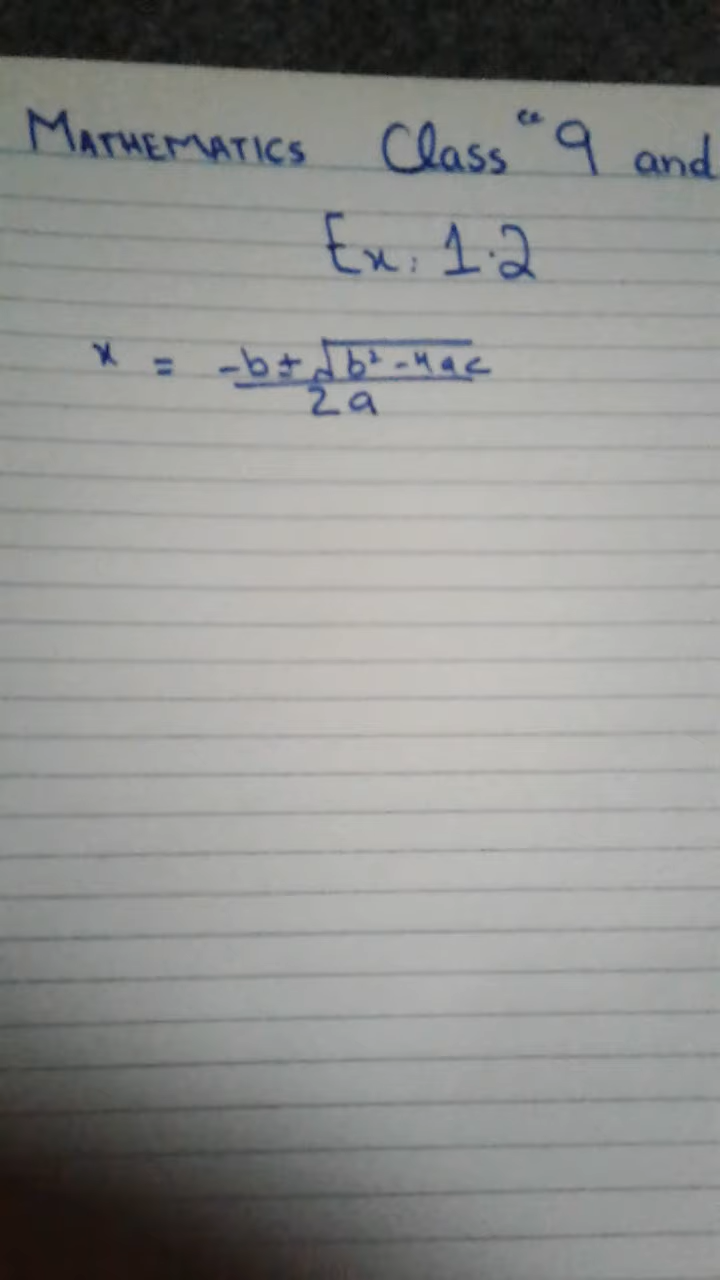 MATHEMATICS Class “ 9 and
Ex: 1.2
x = -b ± √b² - 4ac / 2a